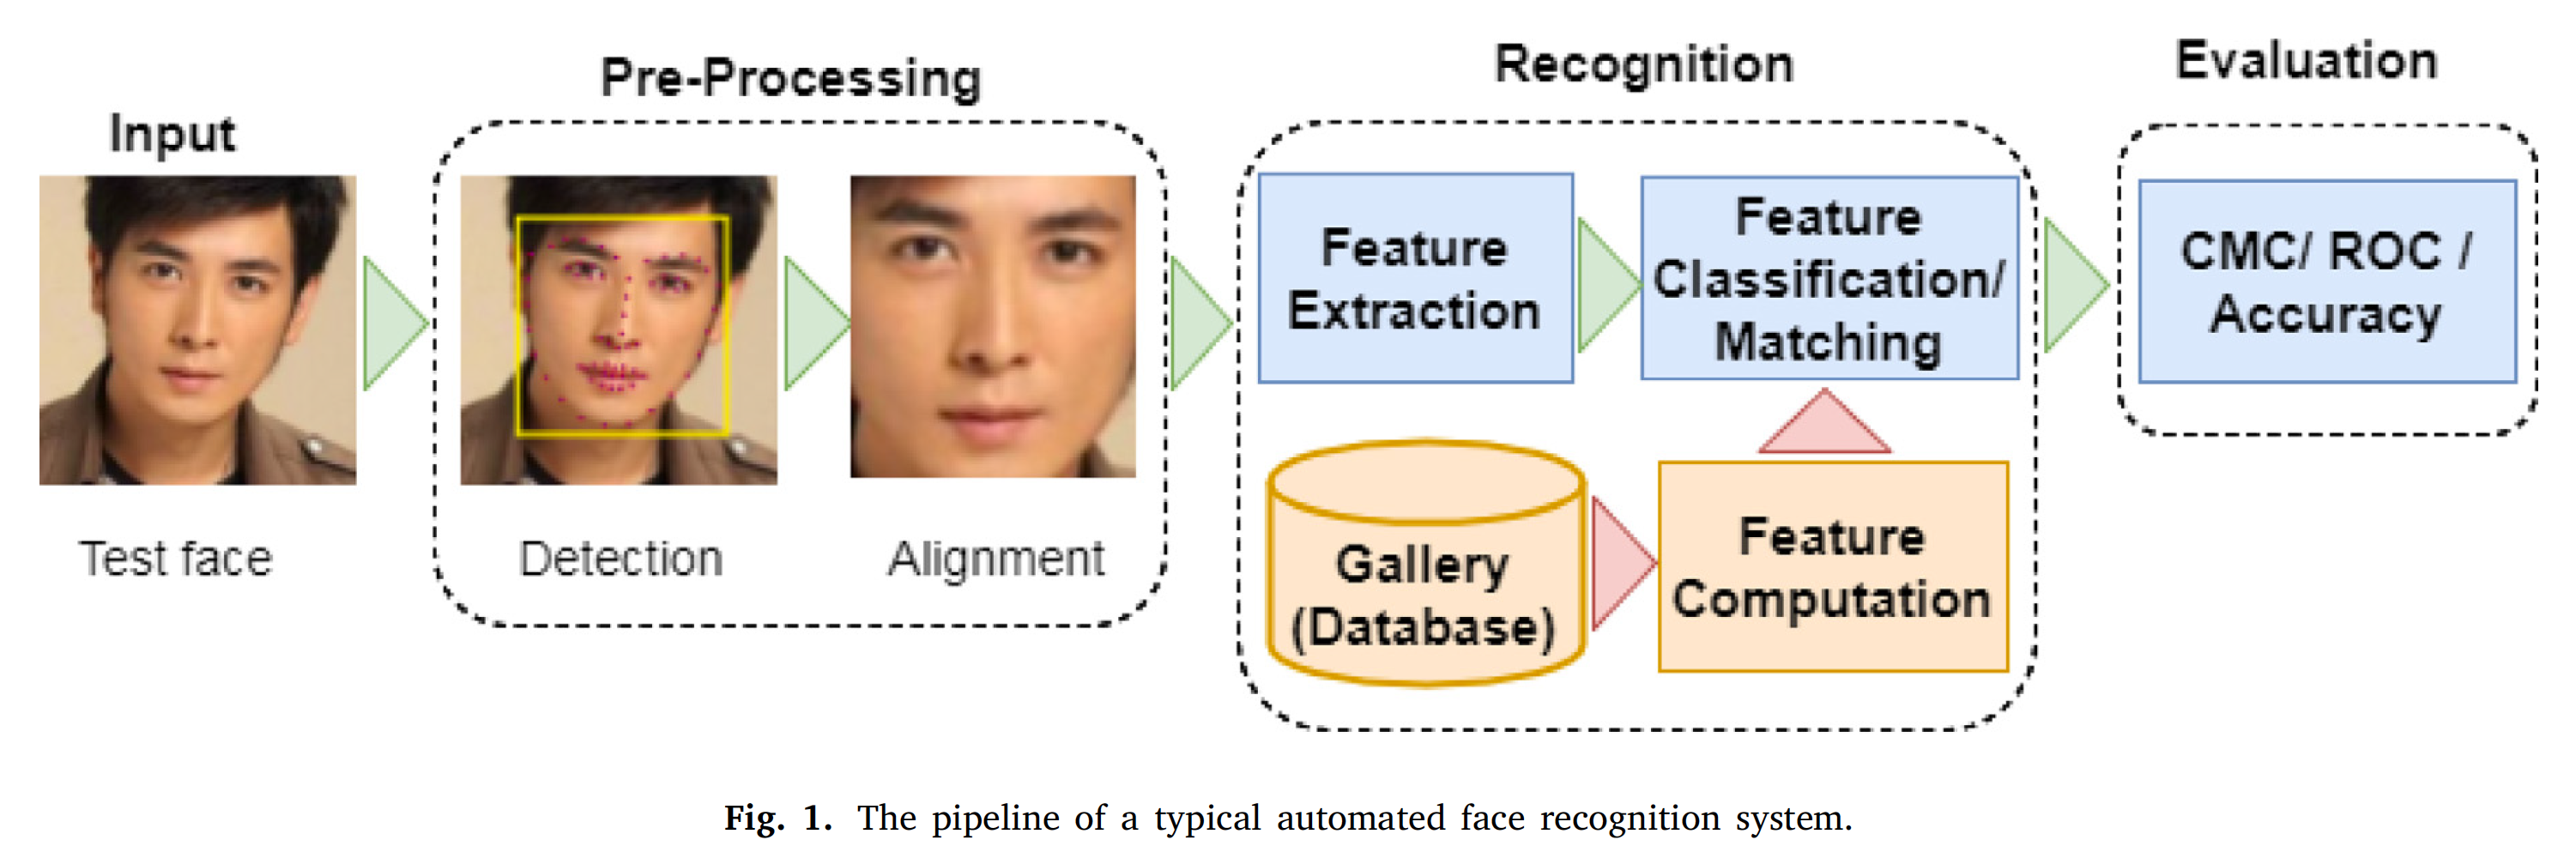 Input
Test face
Pre-Processing
Detection
Alignment
Recognition
Feature
Extraction
Feature
Classification/
Matching
Gallery
(Database)
Feature
Computation
Evaluation
CMC/ ROC /
Accuracy
Fig. 1. The pipeline of a typical automated face recognition system.